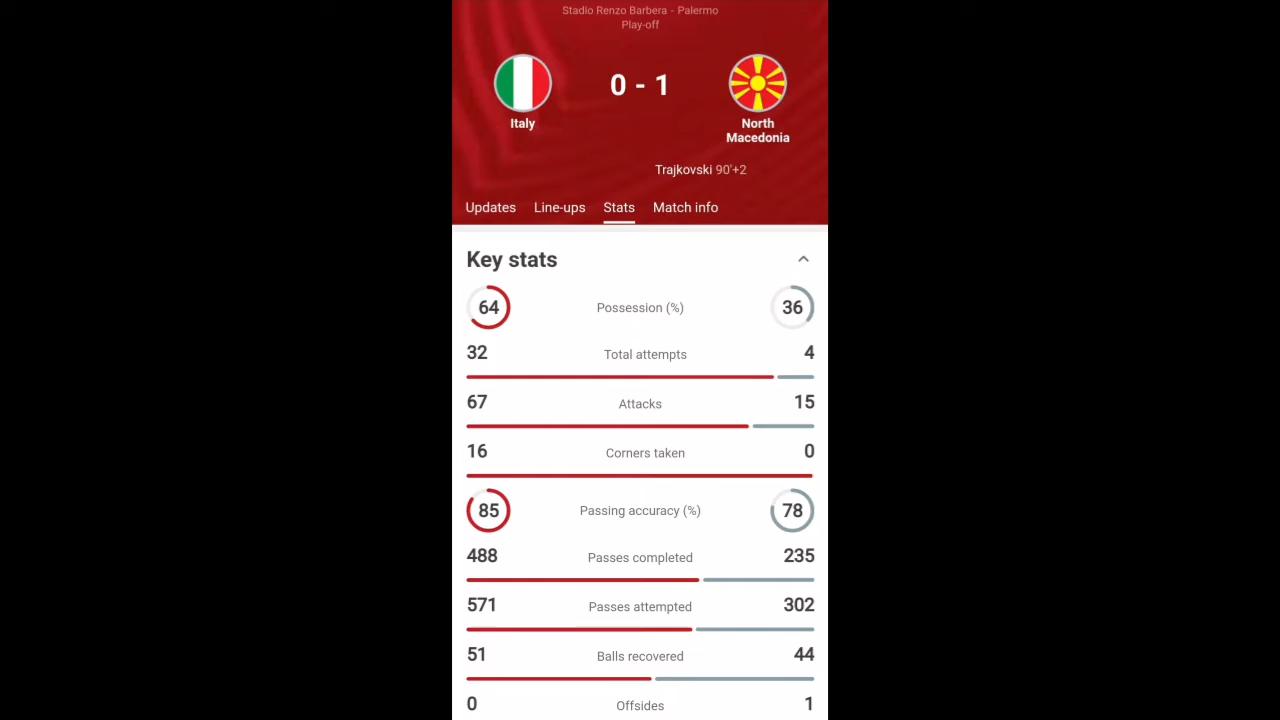 Stadio Renzo Barbera - Palermo
Play-off
0 - 1
Italy
North
Macedonia
Trajkovski 90'+2
Updates Line-ups Stats Match info
Key stats
64 Possession (%) 36
32 Total attempts 4
67 Attacks 15
16 Corners taken 0
85 Passing accuracy (%) 78
488 Passes completed 235
571 Passes attempted 302
51 Balls recovered 44
0 Offsides 1